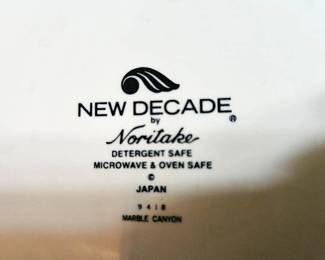 NEW DECADE ®
by
Noritake
DETERGENT SAFE
MICROWAVE & OVEN SAFE
©
JAPAN
9418
MARBLE CANYON